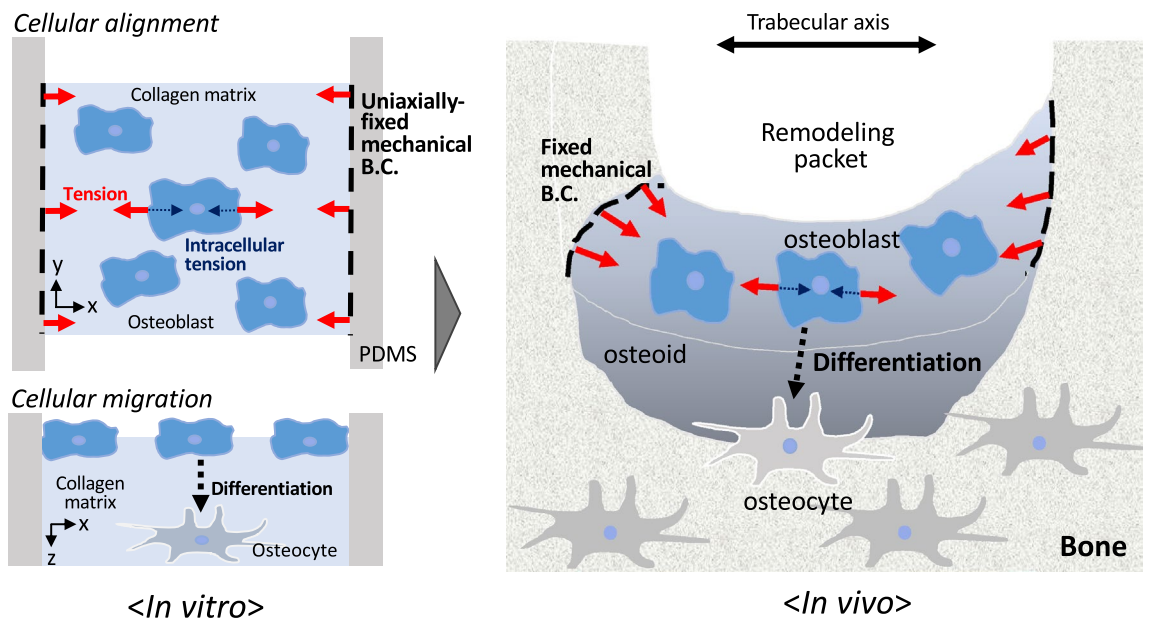 Cellular alignment
Collagen matrix
Uniaxially-
fixed
mechanical
B.C.
Tension
Intracellular
tension
y
x
Osteoblast
PDMS
Cellular migration
Collagen
matrix
Differentiation
x
z
Osteocyte
<In vitro>
Trabecular axis
Remodeling
packet
Fixed
mechanical
B.C.
osteoblast
osteoid
Differentiation
osteocyte
Bone
<In vivo>